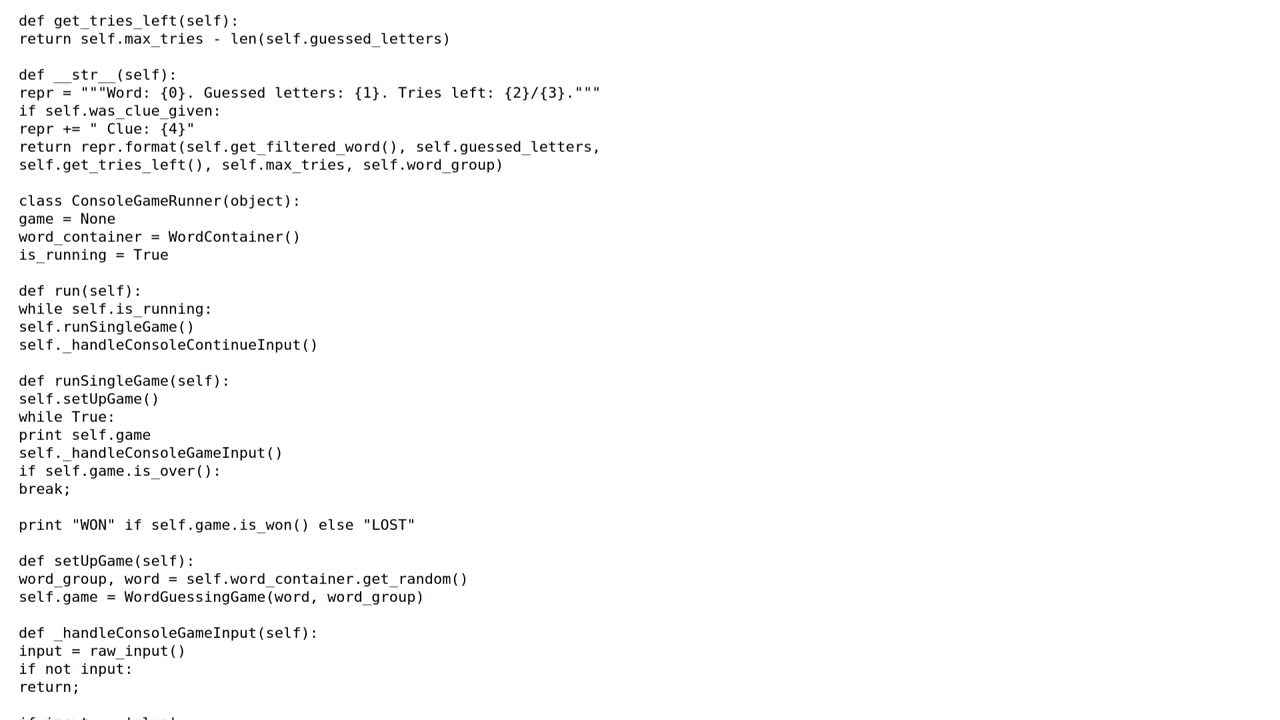 def get_tries_left(self):
return self.max_tries - len(self.guessed_letters)
def __str__(self):
repr = """Word: {0}. Guessed letters: {1}. Tries left: {2}/{3}."""
if self.was_clue_given:
repr += " Clue: {4}"
return repr.format(self.get_filtered_word(), self.guessed_letters,
self.get_tries_left(), self.max_tries, self.word_group)
class ConsoleGameRunner(object):
game = None
word_container = WordContainer()
is_running = True
def run(self):
while self.is_running:
self.runSingleGame()
self._handleConsoleContinueInput()
def runSingleGame(self):
self.setUpGame()
while True:
print self.game
self._handleConsoleGameInput()
if self.game.is_over():
break;
print "WON" if self.game.is_won() else "LOST"
def setUpGame(self):
word_group, word = self.word_container.get_random()
self.game = WordGuessingGame(word, word_group)
def _handleConsoleGameInput(self):
input = raw_input()
if not input:
return;